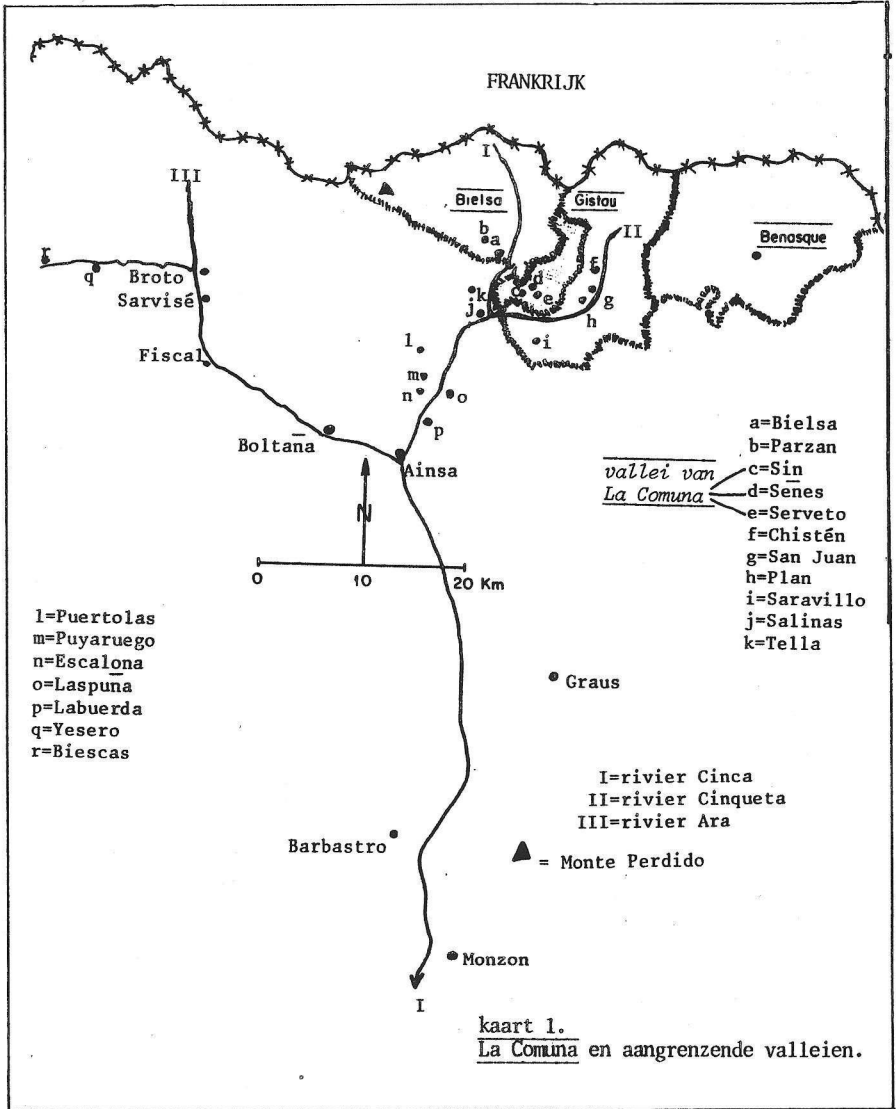 FRANKRIJK
I
III
Bielsa
Gistau
II
b
a
Benasque
r
q
Broto
Sarvisé
k
c
d
e
f
g
j
h
i
Fiscal
l
m
n
o
p
Boltaña
Ainsa
N
0 10 20 Km
a=Bielsa
b=Parzan
vallei van
La Comuna
c=Sin
d=Señes
e=Serveto
f=Chistén
g=San Juan
h=Plan
i=Saravillo
j=Salinas
k=Tella
l=Puertolas
m=Puyaruego
n=Escalona
o=Laspuña
p=Labuerda
q=Yesero
r=Biescas
Graus
I=rivier Cinca
II=rivier Cinqueta
III=rivier Ara
Barbastro
= Monte Perdido
Monzon
I
kaart 1.
La Comuna en aangrenzende valleien.